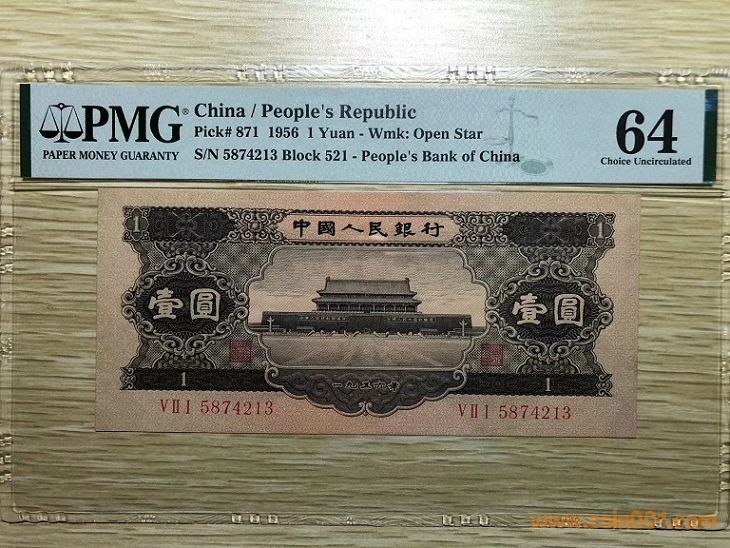 PMG®
PAPER MONEY GUARANTY
China / People's Republic
Pick# 871 1956 1 Yuan - Wmk: Open Star
S/N 5874213 Block 521 - People's Bank of China
64
Choice Uncirculated
1 中國人民銀行 1
壹圓 壹圓
一九五六年
1 1
VⅡI 5874213 VⅡI 5874213
www.coin001.com